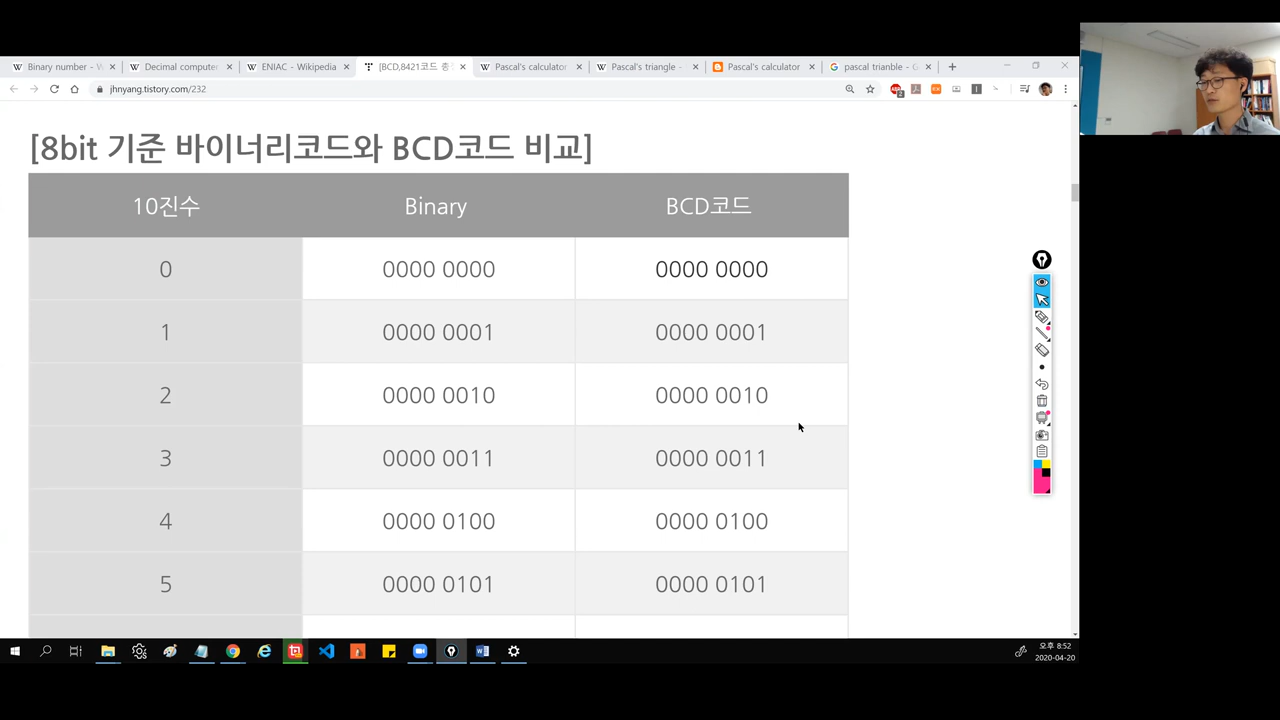 Binary number - W
Decimal computer
ENIAC - Wikipedia
[BCD,8421코드 총
Pascal's calculator
Pascal's triangle -
Pascal's calculator
pascal trianble - G
jhnyang.tistory.com/232
[8bit 기준 바이너리코드와 BCD코드 비교]
10진수 Binary BCD코드
0 0000 0000 0000 0000
1 0000 0001 0000 0001
2 0000 0010 0000 0010
3 0000 0011 0000 0011
4 0000 0100 0000 0100
5 0000 0101 0000 0101
오후 8:52
2020-04-20